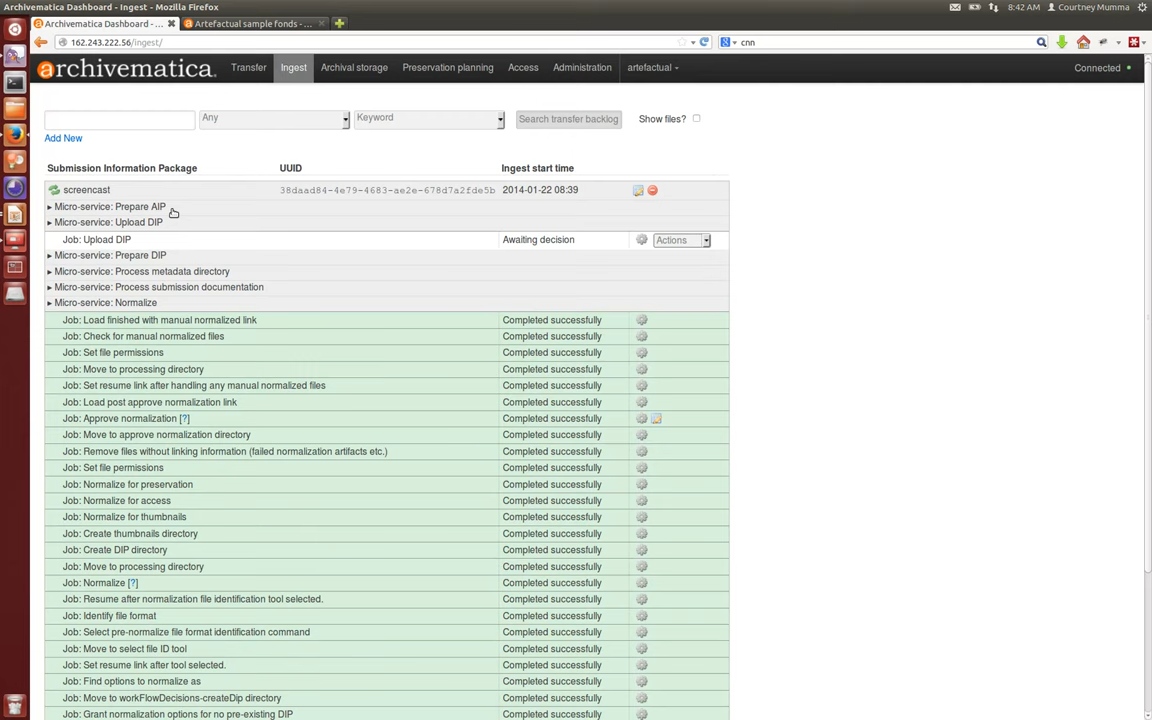 Archivematica Dashboard - Ingest - Mozilla Firefox
8:42 AM Courtney Mumma
Archivematica Dashboard - ... Artefactual sample fonds - ...
162.243.222.56/ingest/ cnn
archivematica Transfer Ingest Archival storage Preservation planning Access Administration artefactual Connected
Any Keyword Search transfer backlog Show files?
Add New
Submission Information Package UUID Ingest start time
screencast 38daad84-4e79-4683-ae2e-678d7a2fde5b 2014-01-22 08:39
Micro-service: Prepare AIP
Micro-service: Upload DIP
Job: Upload DIP Awaiting decision Actions
Micro-service: Prepare DIP
Micro-service: Process metadata directory
Micro-service: Process submission documentation
Micro-service: Normalize
Job: Load finished with manual normalized link Completed successfully
Job: Check for manual normalized files Completed successfully
Job: Set file permissions Completed successfully
Job: Move to processing directory Completed successfully
Job: Set resume link after handling any manual normalized files Completed successfully
Job: Load post approve normalization link Completed successfully
Job: Approve normalization [?] Completed successfully
Job: Move to approve normalization directory Completed successfully
Job: Remove files without linking information (failed normalization artifacts etc.) Completed successfully
Job: Set file permissions Completed successfully
Job: Normalize for preservation Completed successfully
Job: Normalize for access Completed successfully
Job: Normalize for thumbnails Completed successfully
Job: Create thumbnails directory Completed successfully
Job: Create DIP directory Completed successfully
Job: Move to processing directory Completed successfully
Job: Normalize [?] Completed successfully
Job: Resume after normalization file identification tool selected. Completed successfully
Job: Identify file format Completed successfully
Job: Select pre-normalize file format identification command Completed successfully
Job: Move to select file ID tool Completed successfully
Job: Set resume link after tool selected. Completed successfully
Job: Find options to normalize as Completed successfully
Job: Move to workFlowDecisions-createDip directory Completed successfully
Job: Grant normalization options for no pre-existing DIP Completed successfully